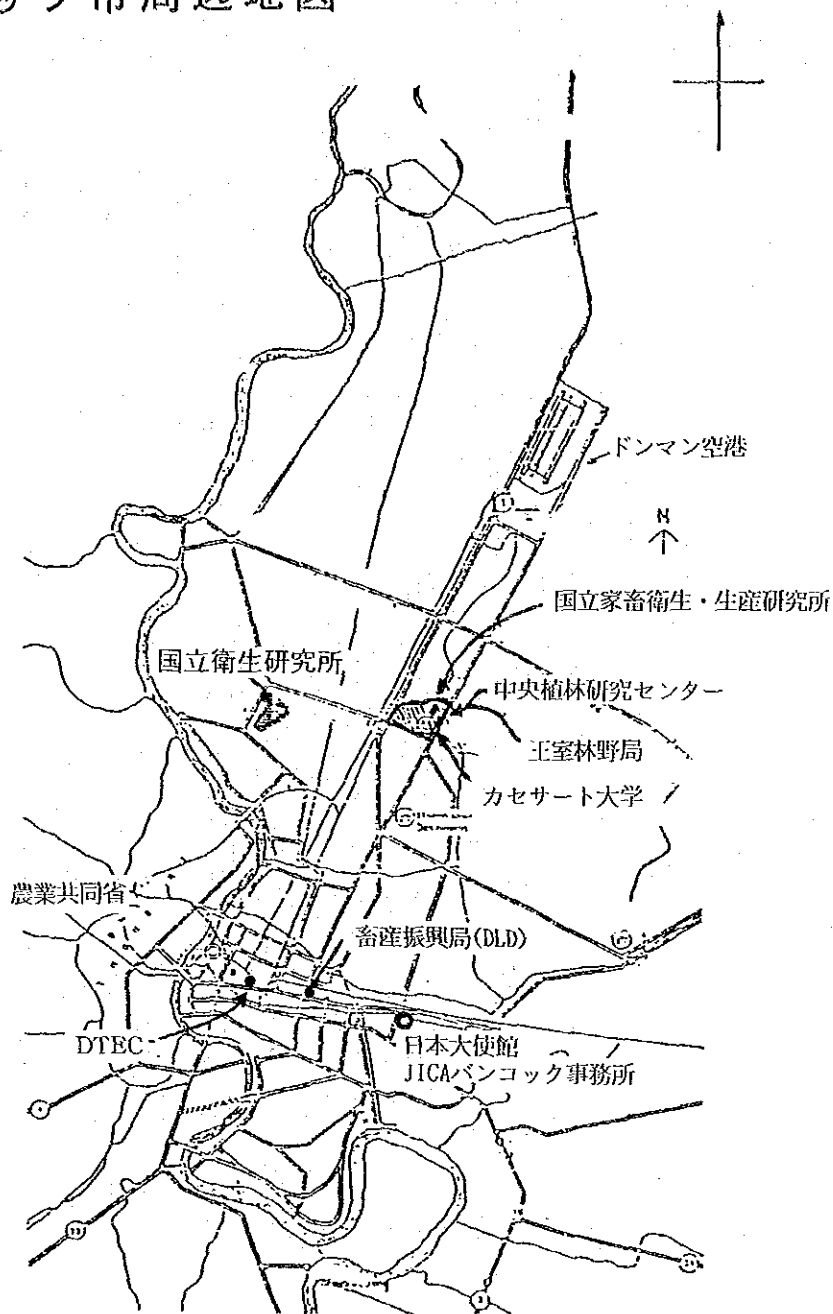 ク市周辺地図
ドンマン空港
N
国立家畜衛生・生産研究所
国立衛生研究所
中央植林研究センター
王室林野局
カセサート大学
農業共同省
畜産振興局(DLD)
DTEC
日本大使館
JICAバンコック事務所